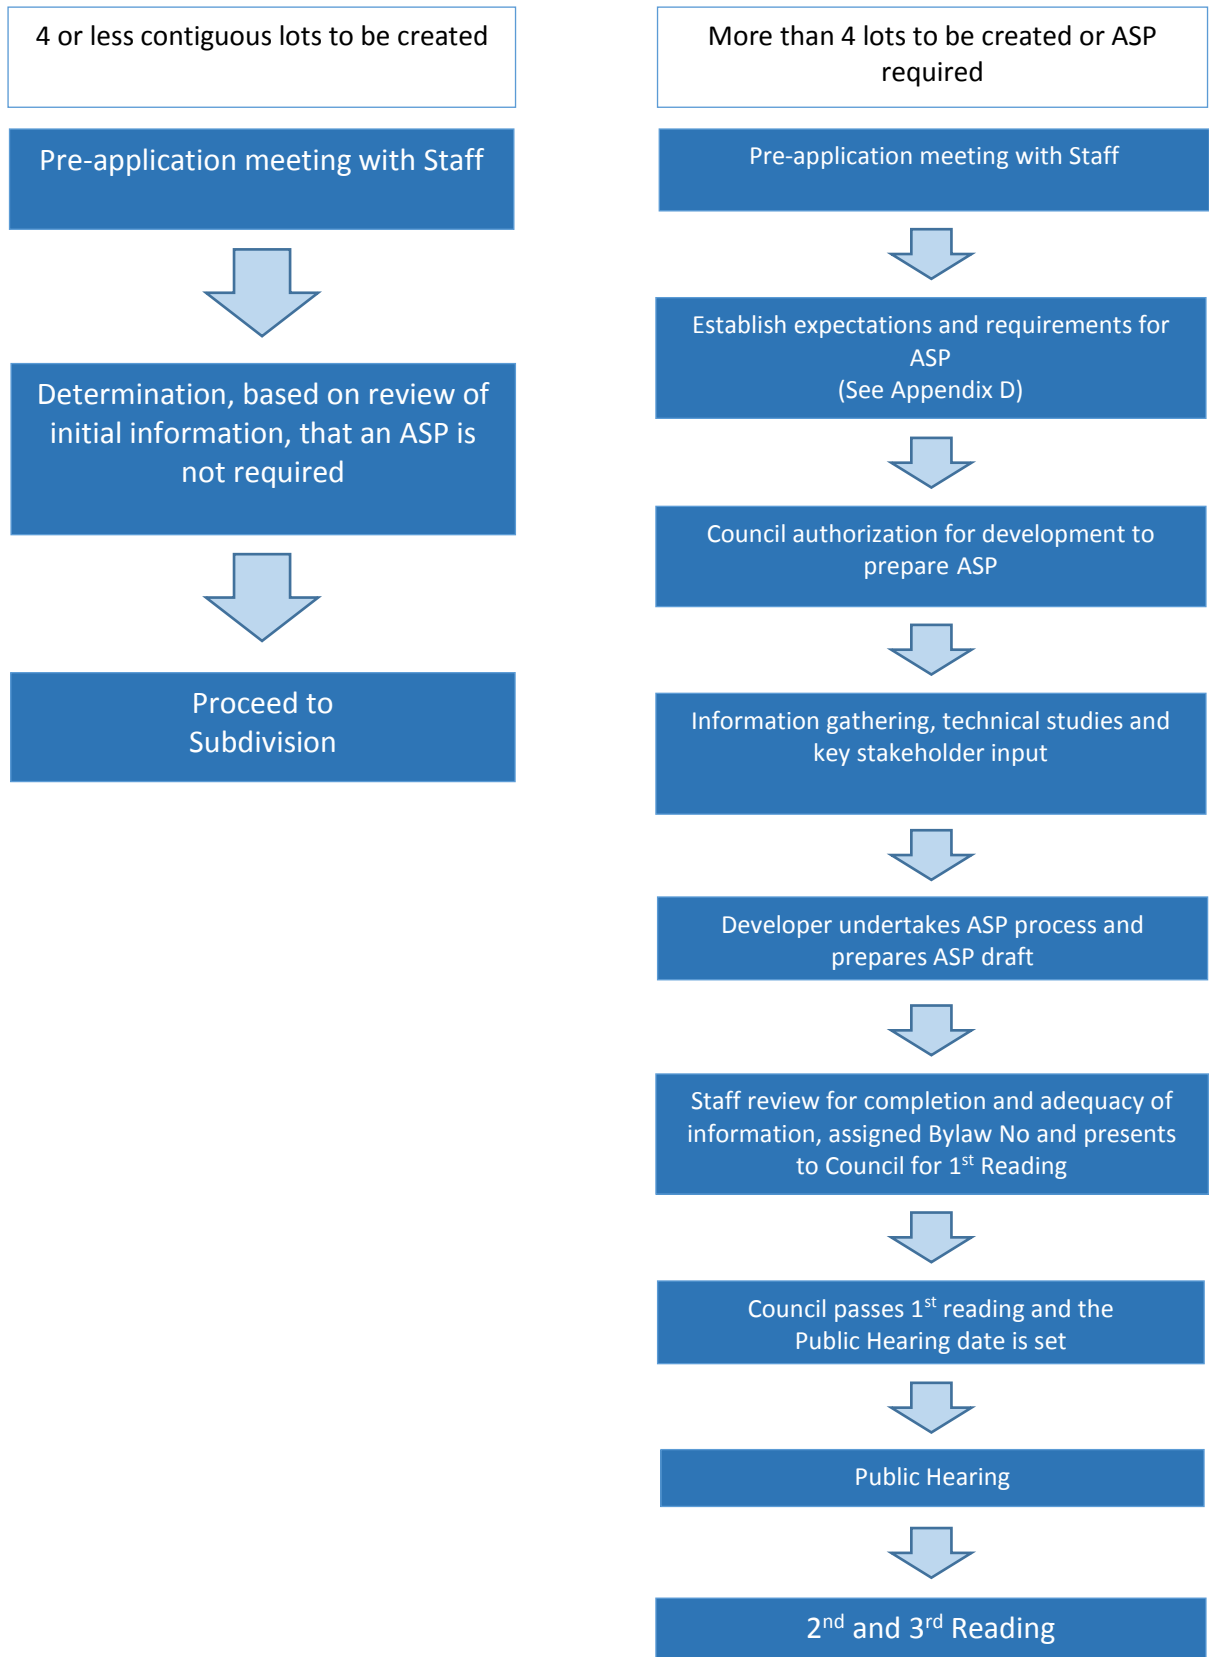 4 or less contiguous lots to be created
Pre-application meeting with Staff
Determination, based on review of
initial information, that an ASP is
not required
Proceed to
Subdivision
More than 4 lots to be created or ASP
required
Pre-application meeting with Staff
Establish expectations and requirements for
ASP
(See Appendix D)
Council authorization for development to
prepare ASP
Information gathering, technical studies and
key stakeholder input
Developer undertakes ASP process and
prepares ASP draft
Staff review for completion and adequacy of
information, assigned Bylaw No and presents
to Council for 1st Reading
Council passes 1st reading and the
Public Hearing date is set
Public Hearing
2nd and 3rd Reading